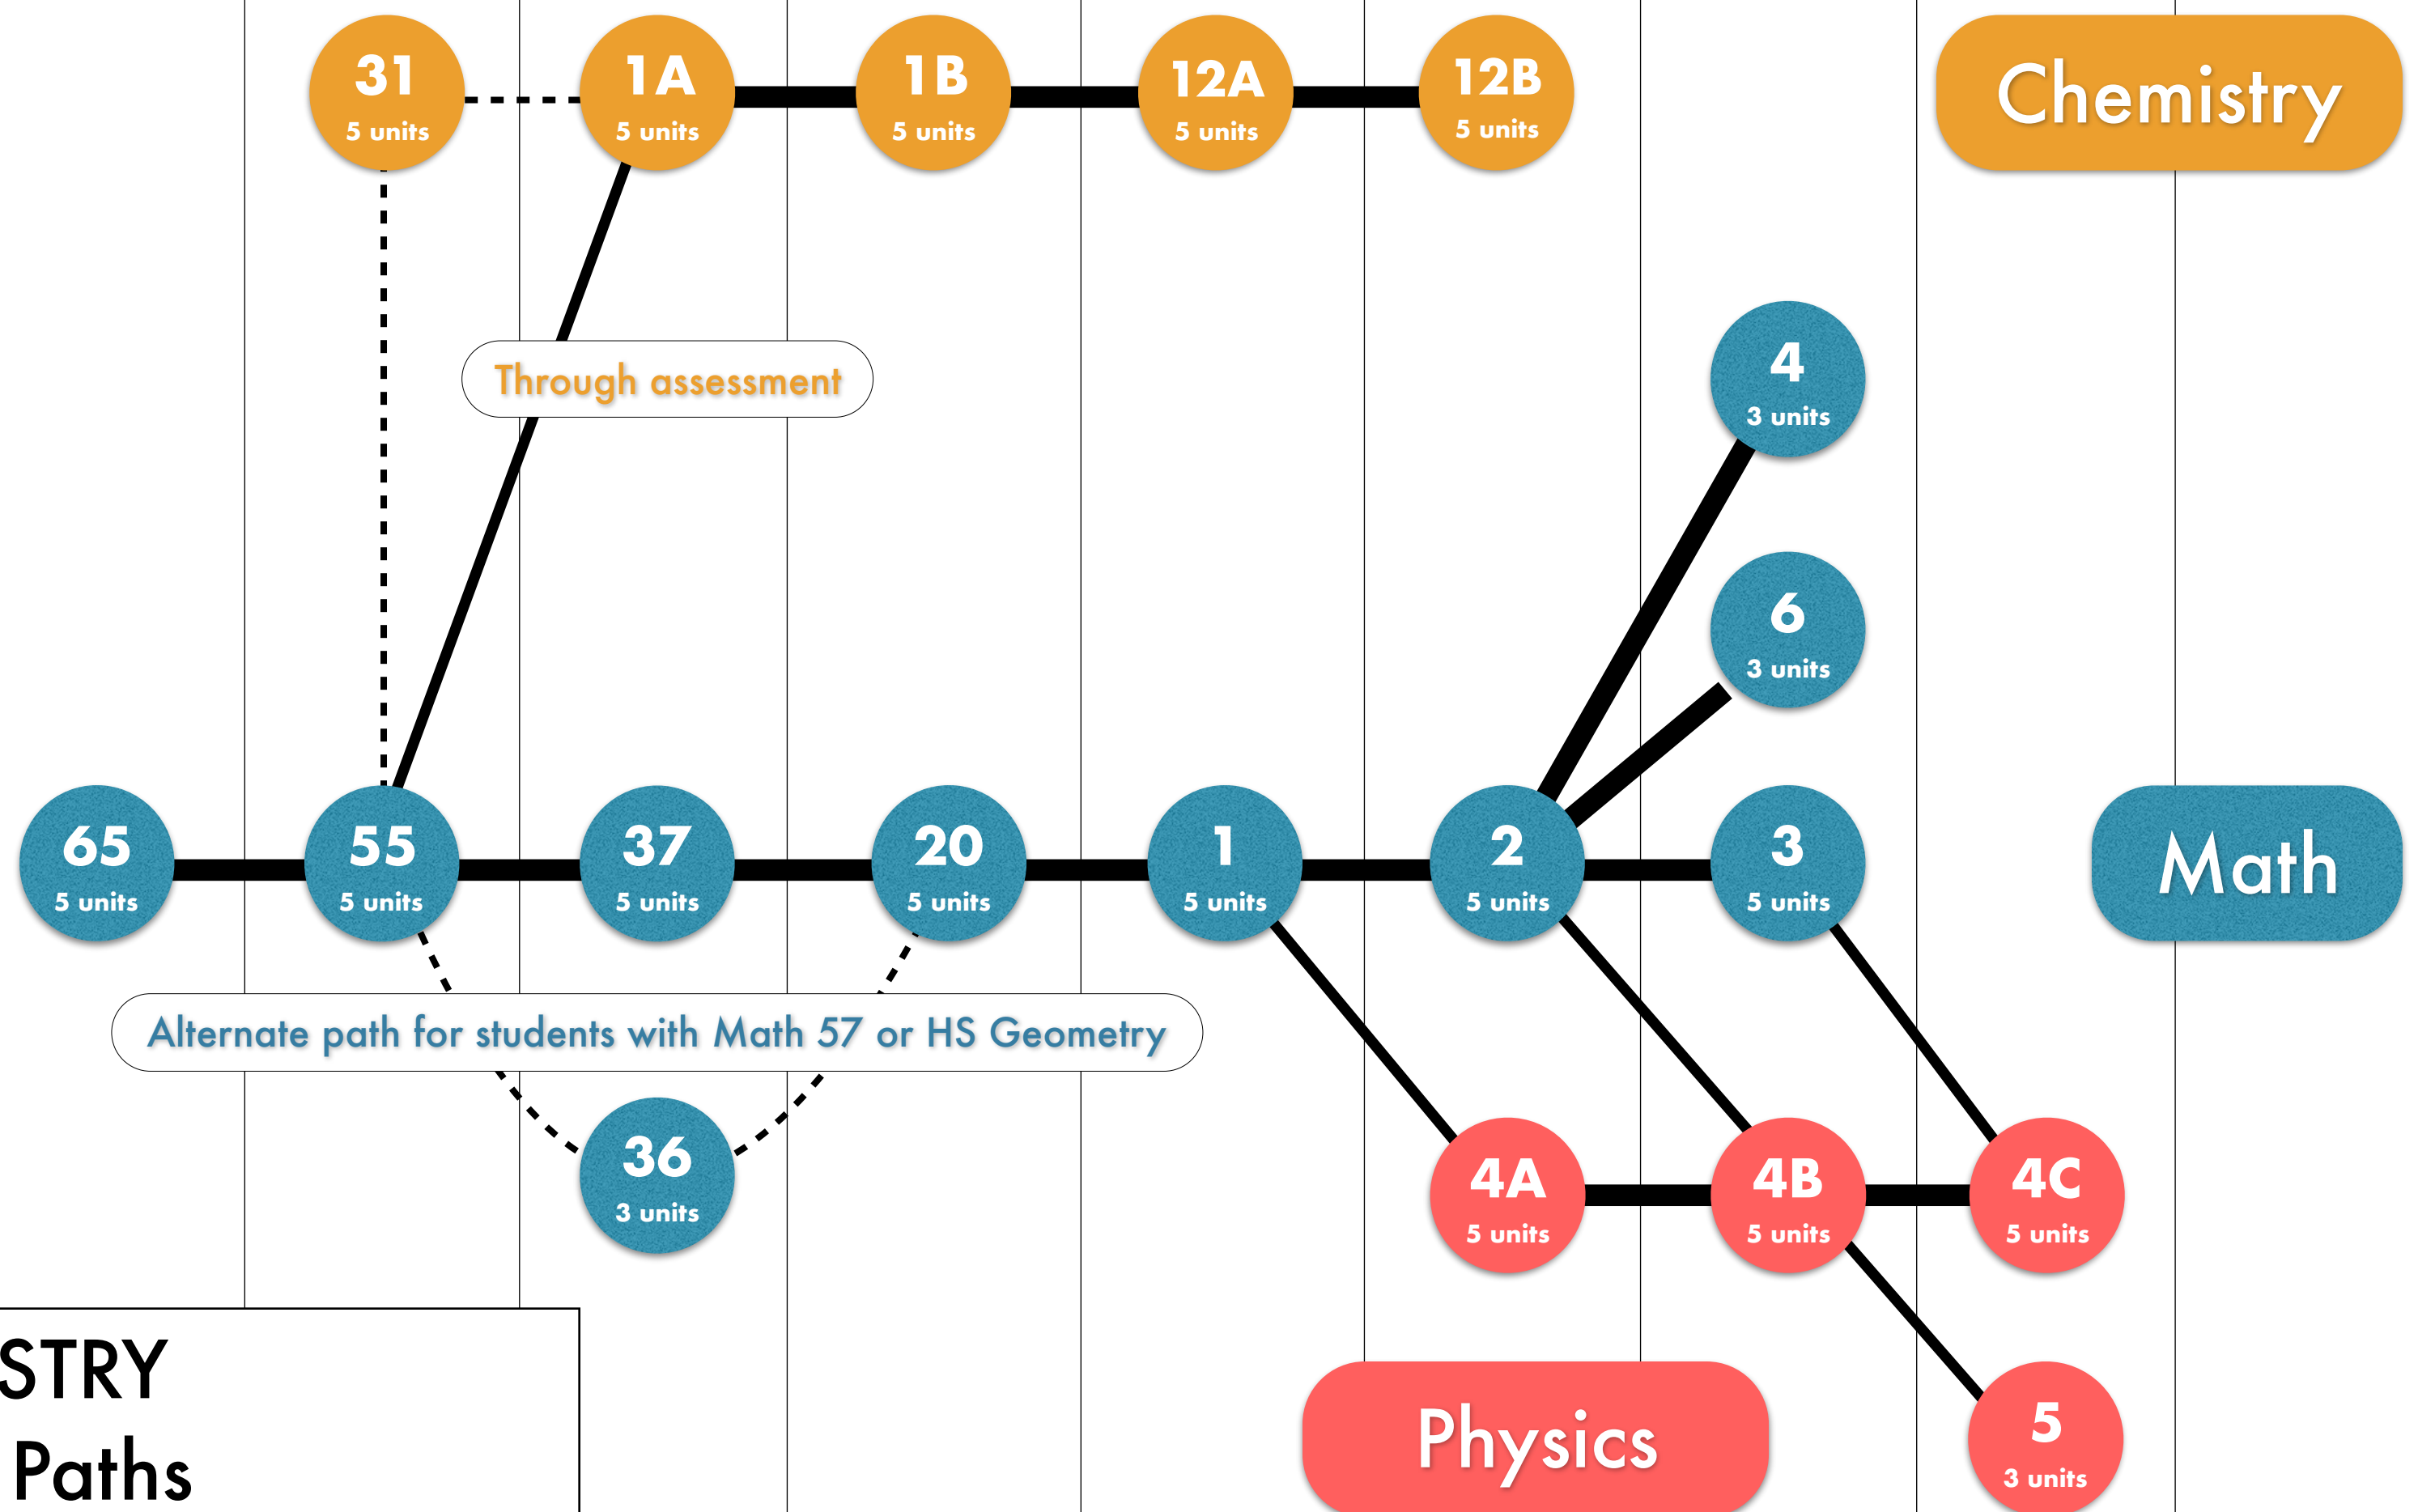 31
5 units
1A
5 units
1B
5 units
12A
5 units
12B
5 units
Chemistry
Through assessment
4
3 units
6
3 units
65
5 units
55
5 units
37
5 units
20
5 units
1
5 units
2
5 units
3
5 units
Math
Alternate path for students with Math 57 or HS Geometry
36
3 units
4A
5 units
4B
5 units
4C
5 units
STRY
Paths
Physics
5
3 units